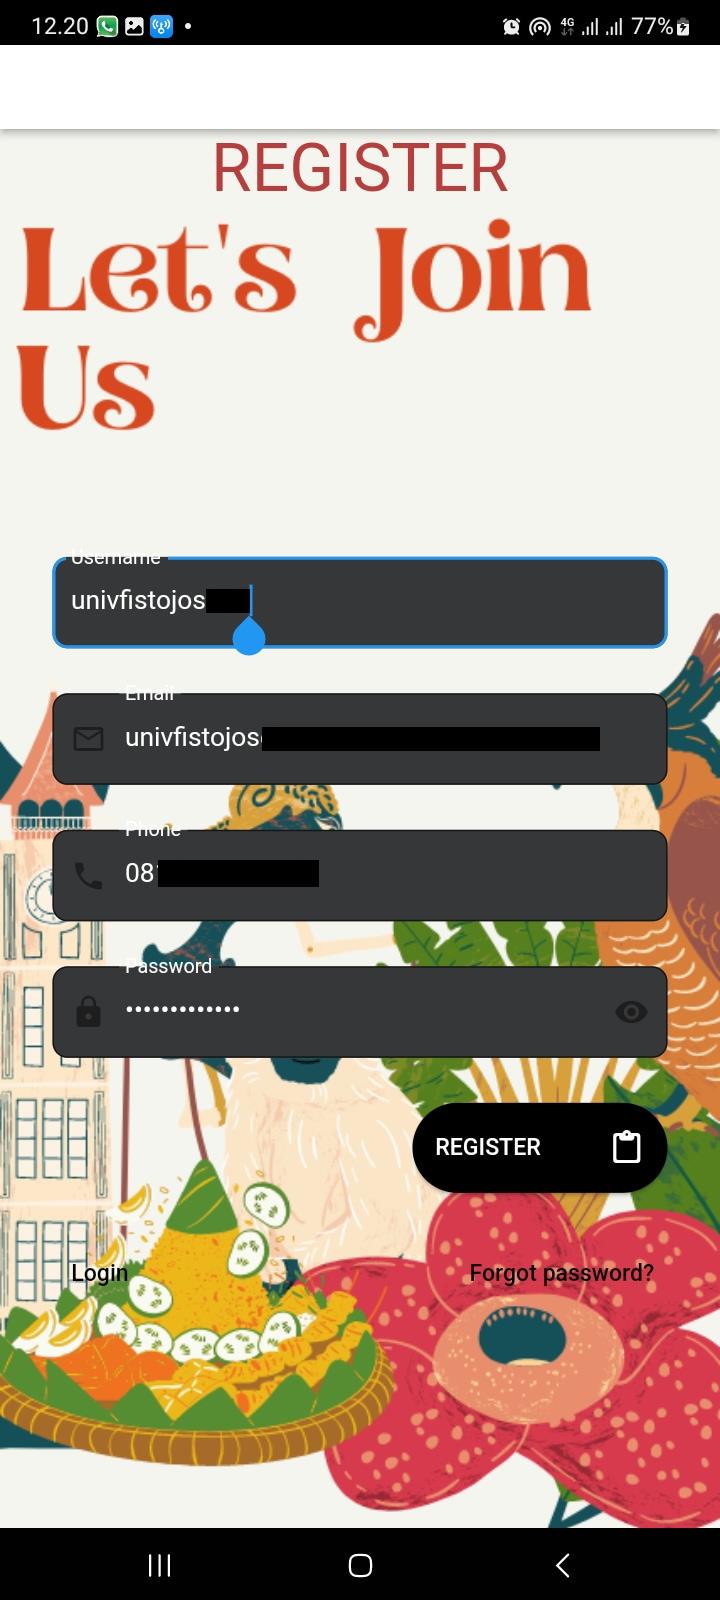 12.20 4G 77%
REGISTER
Let's Join
Us
Username
univfistojos
Email
univfistojos
Phone
08
Password
•••••••••••••
REGISTER
Login Forgot password?